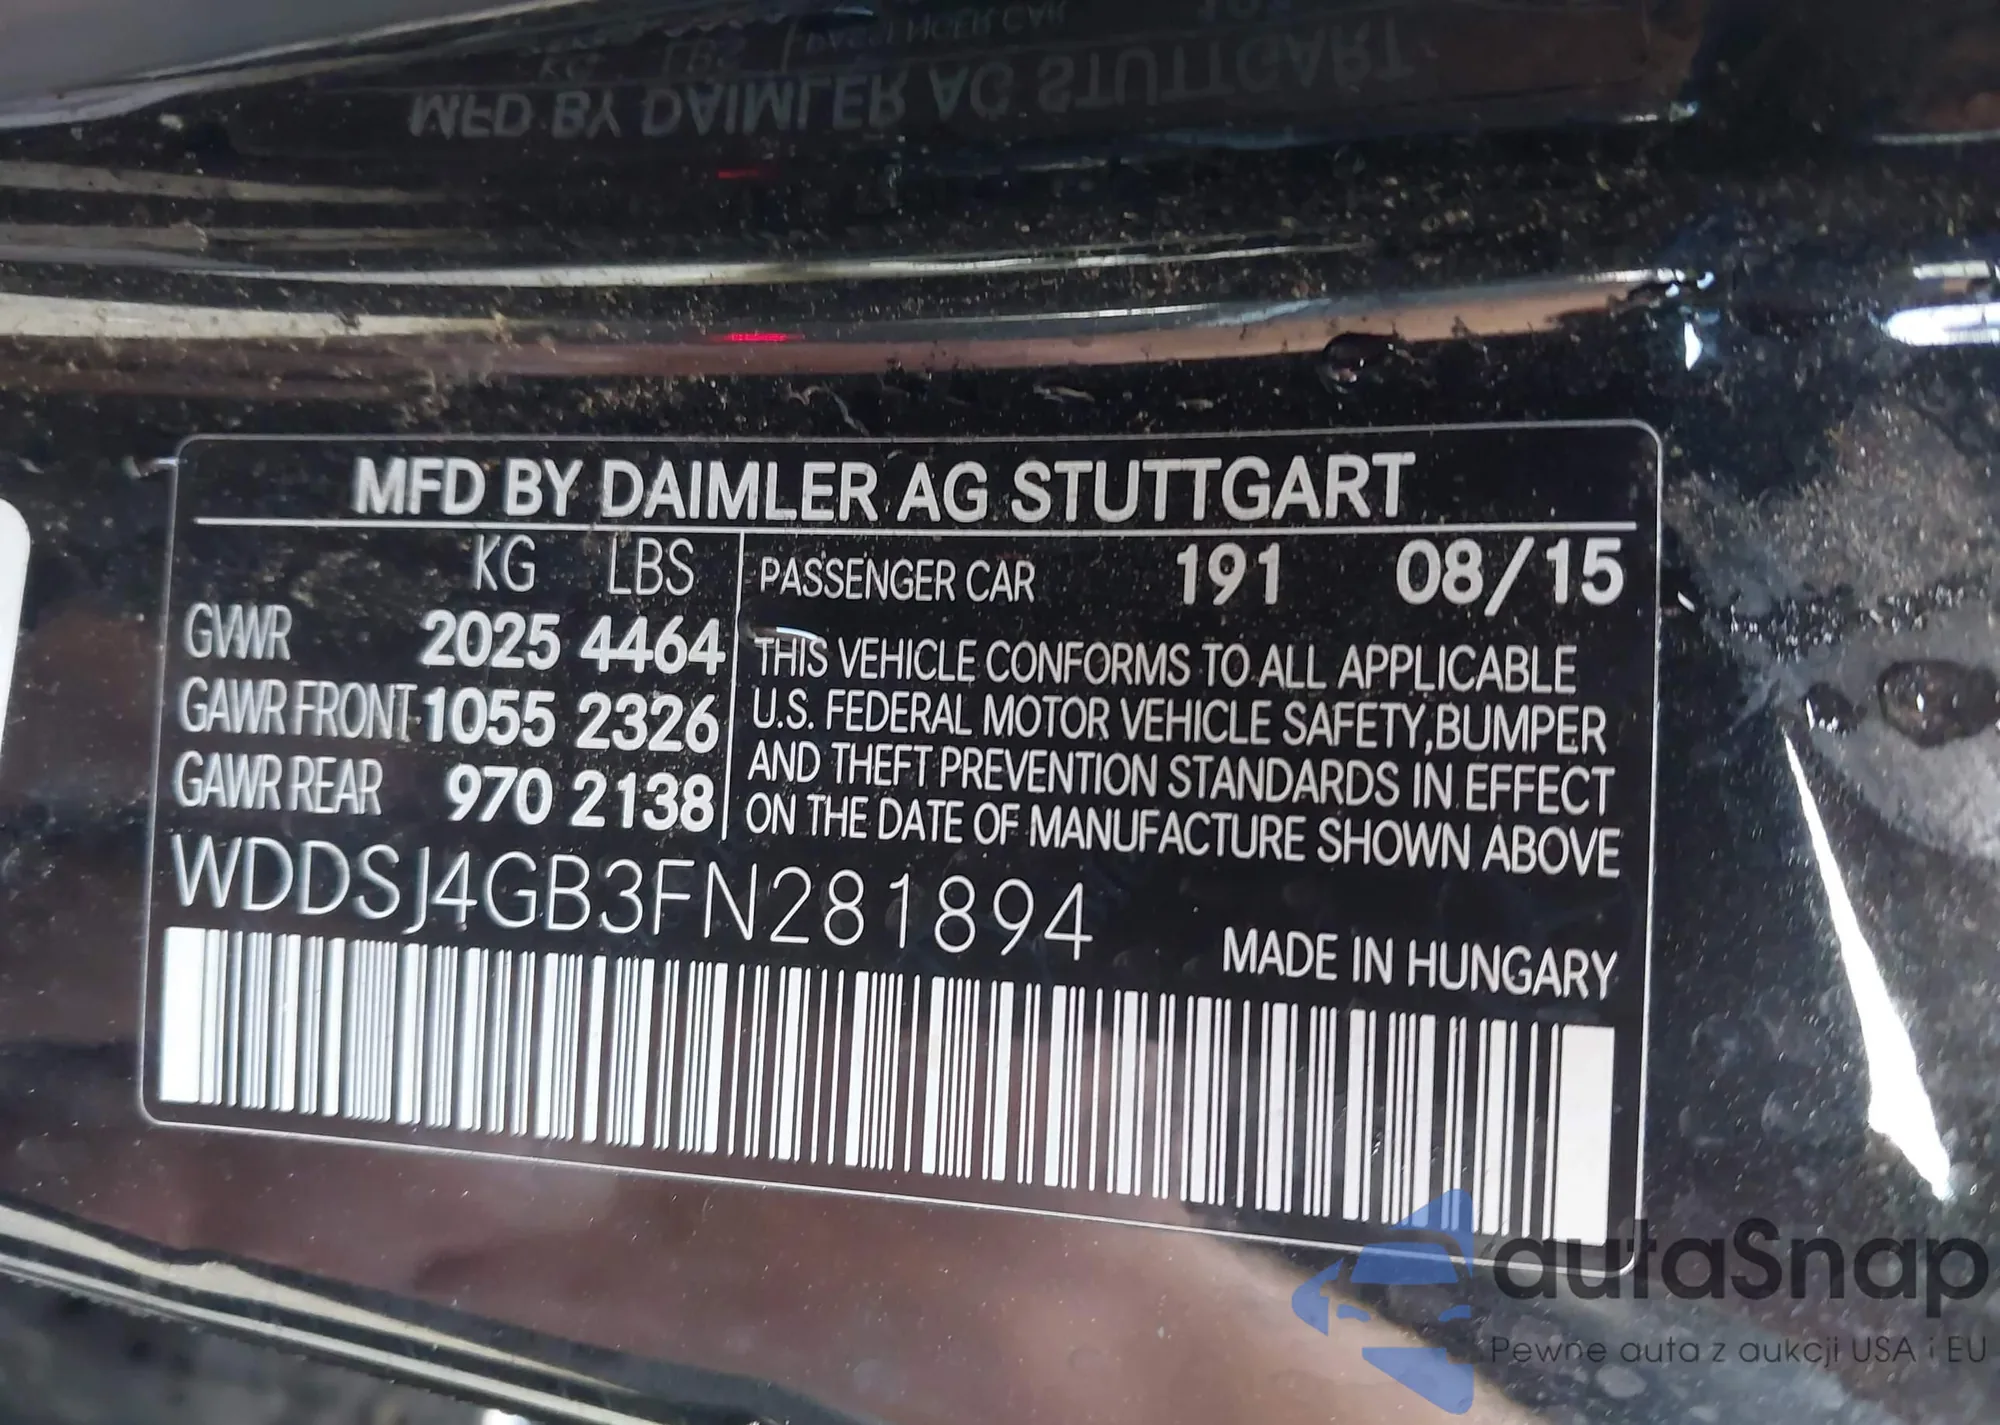 MFD BY DAIMLER AG STUTTGART
MFD BY DAIMLER AG STUTTGART
KG LBS PASSENGER CAR 191 08/15
GVWR 2025 4464
GAWR FRONT 1055 2326
GAWR REAR 970 2138
THIS VEHICLE CONFORMS TO ALL APPLICABLE
U.S. FEDERAL MOTOR VEHICLE SAFETY,BUMPER
AND THEFT PREVENTION STANDARDS IN EFFECT
ON THE DATE OF MANUFACTURE SHOWN ABOVE
WDDSJ4GB3FN281894
MADE IN HUNGARY
autaSnap
Pewne auta z aukcji USA i EU